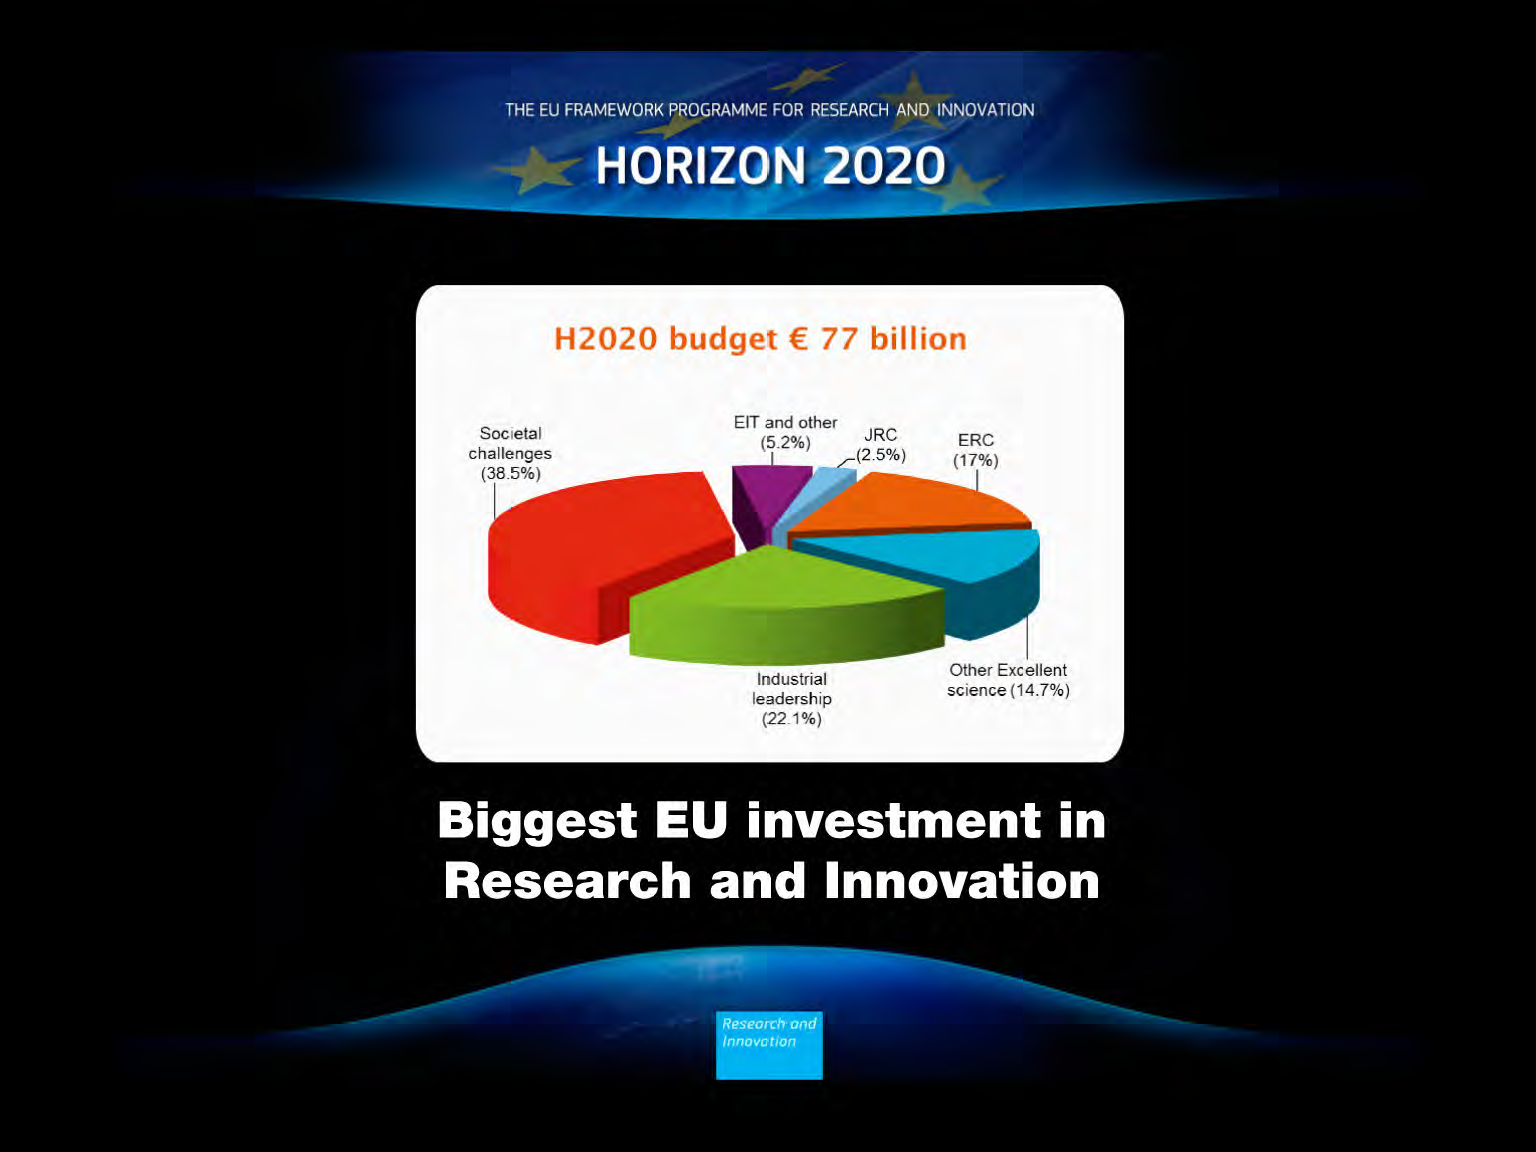 THE EU FRAMEWORK PROGRAMME FOR RESEARCH AND INNOVATION
HORIZON 2020
H2020 budget € 77 billion
Societal
challenges
(38.5%)
EIT and other
(5.2%)
JRC
(2.5%)
ERC
(17%)
Other Excellent
science (14.7%)
Industrial
leadership
(22.1%)
Biggest EU investment in
Research and Innovation
Research and
Innovation